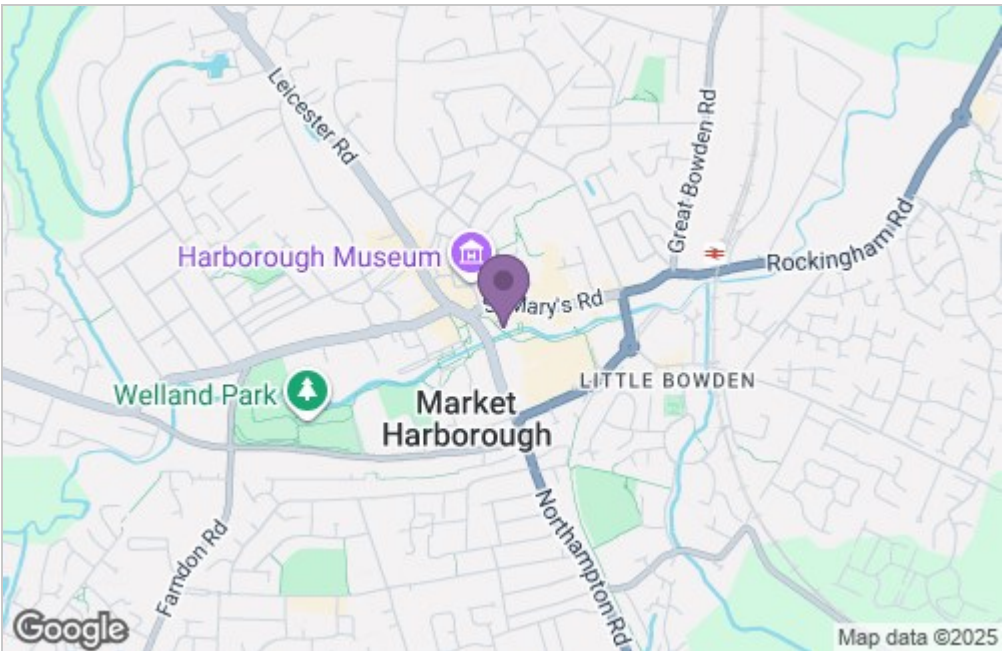 Leicester Rd
Great Bowden Rd
Harborough Museum
Rockingham Rd
Mary's Rd
Welland Park
LITTLE BOWDEN
Market
Harborough
Farndon Rd
Northampton Rd
Google
Map data ©2025